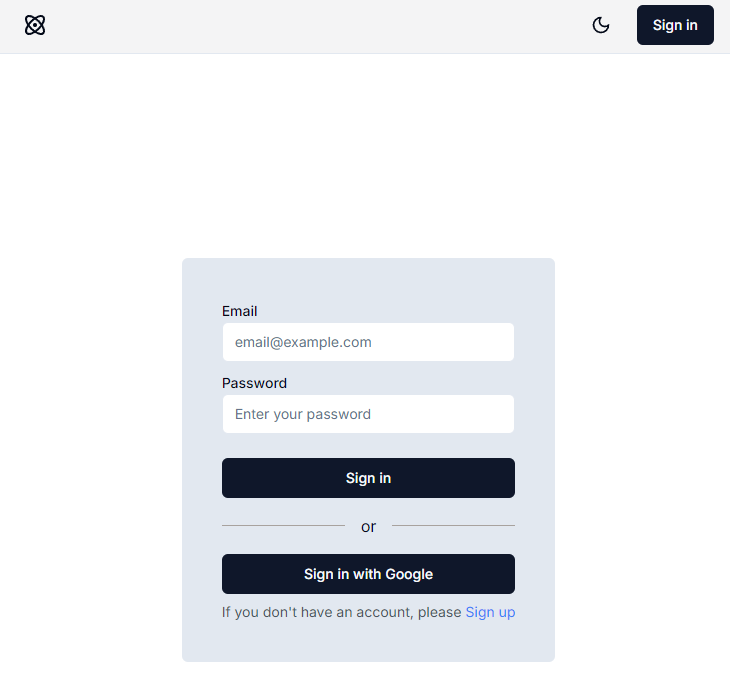 Sign in
Email
email@example.com
Password
Enter your password
Sign in
or
Sign in with Google
If you don't have an account, please Sign up